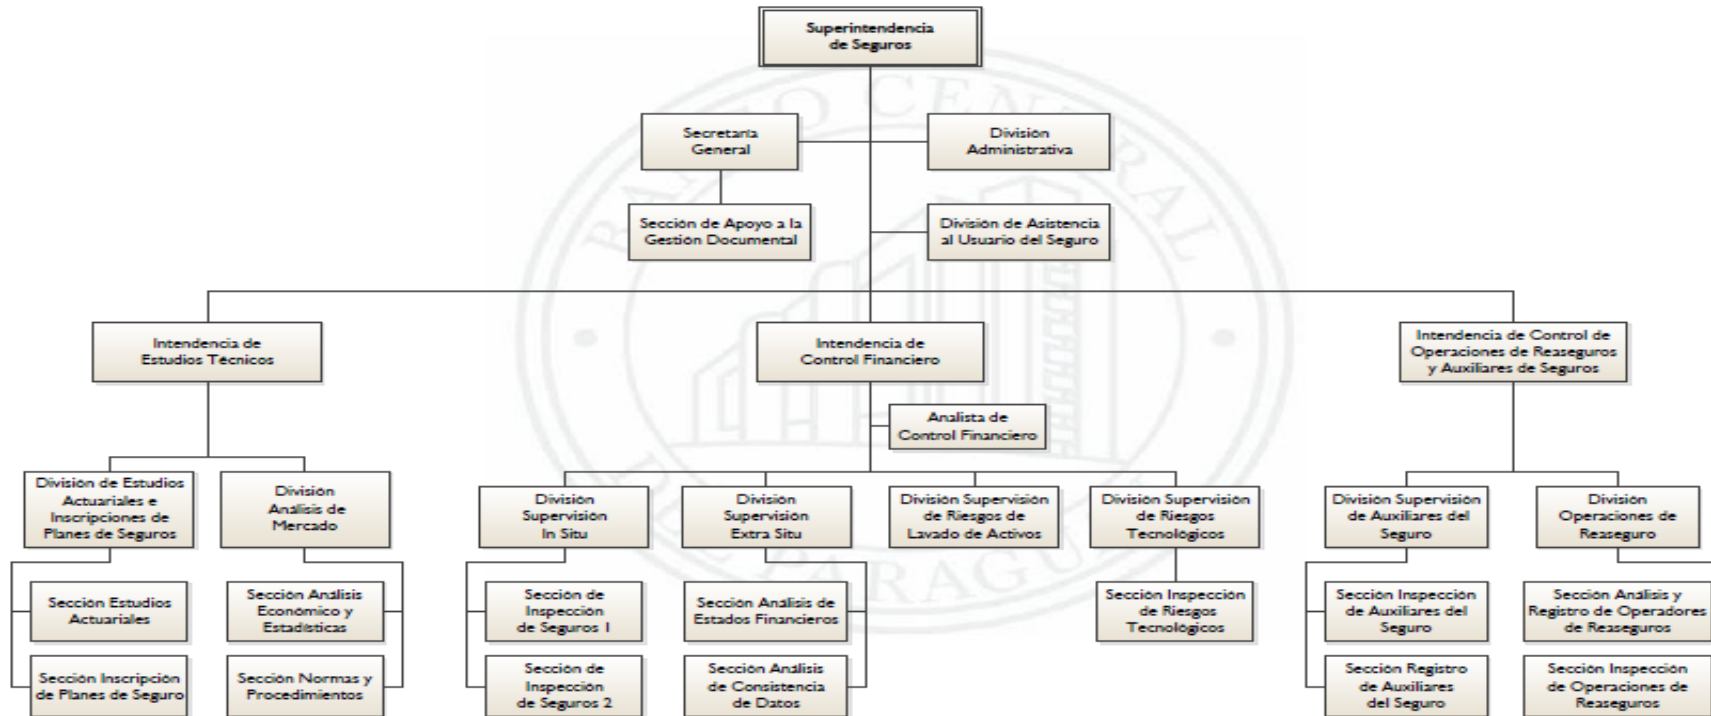 Superintendencia
de Seguros
Secretaría
General
División
Administrativa
Sección de Apoyo a la
Gestión Documental
División de Asistencia
al Usuario del Seguro
BANCO CENTRAL
DE PARAGUAY
Intendencia de
Estudios Técnicos
Intendencia de
Control Financiero
Intendencia de Control de
Operaciones de Reaseguros
y Auxiliares de Seguros
Analista de
Control Financiero
División de Estudios
Actuariales e
Inscripciones de
Planes de Seguros
División
Análisis de
Mercado
División
Supervisión
In Situ
División
Supervisión
Extra Situ
División Supervisión
de Riesgos de
Lavado de Activos
División Supervisión
de Riesgos
Tecnológicos
División Supervisión
de Auxiliares del
Seguro
División
Operaciones de
Reaseguro
Sección Estudios
Actuariales
Sección Análisis
Económico y
Estadísticas
Sección de
Inspección
de Seguros 1
Sección Análisis de
Estados Financieros
Sección Inspección
de Riesgos
Tecnológicos
Sección Inspección
de Auxiliares del
Seguro
Sección Análisis y
Registro de Operadores
de Reaseguros
Sección Inscripción
de Planes de Seguro
Sección Normas y
Procedimientos
Sección de
Inspección
de Seguros 2
Sección Análisis
de Consistencia
de Datos
Sección Registro
de Auxiliares
del Seguro
Sección Inspección
de Operaciones de
Reaseguros